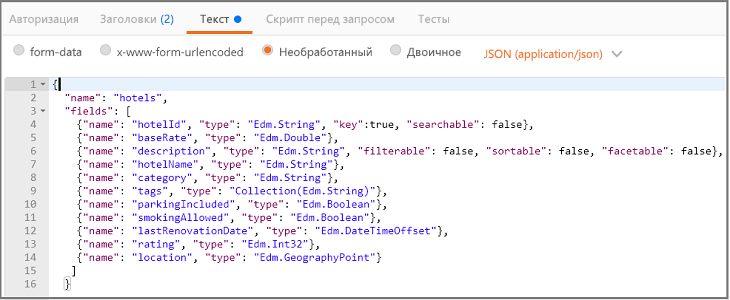 Авторизация Заголовки (2) Текст Скрипт перед запросом Тесты
form-data x-www-form-urlencoded Необработанный Двоичное JSON (application/json)
1 {
2 "name": "hotels",
3 "fields": [
4 {"name": "hotelId", "type": "Edm.String", "key":true, "searchable": false},
5 {"name": "baseRate", "type": "Edm.Double"},
6 {"name": "description", "type": "Edm.String", "filterable": false, "sortable": false, "facetable": false},
7 {"name": "hotelName", "type": "Edm.String"},
8 {"name": "category", "type": "Edm.String"},
9 {"name": "tags", "type": "Collection(Edm.String)"},
10 {"name": "parkingIncluded", "type": "Edm.Boolean"},
11 {"name": "smokingAllowed", "type": "Edm.Boolean"},
12 {"name": "lastRenovationDate", "type": "Edm.DateTimeOffset"},
13 {"name": "rating", "type": "Edm.Int32"},
14 {"name": "location", "type": "Edm.GeographyPoint"}
15 ]
16 }